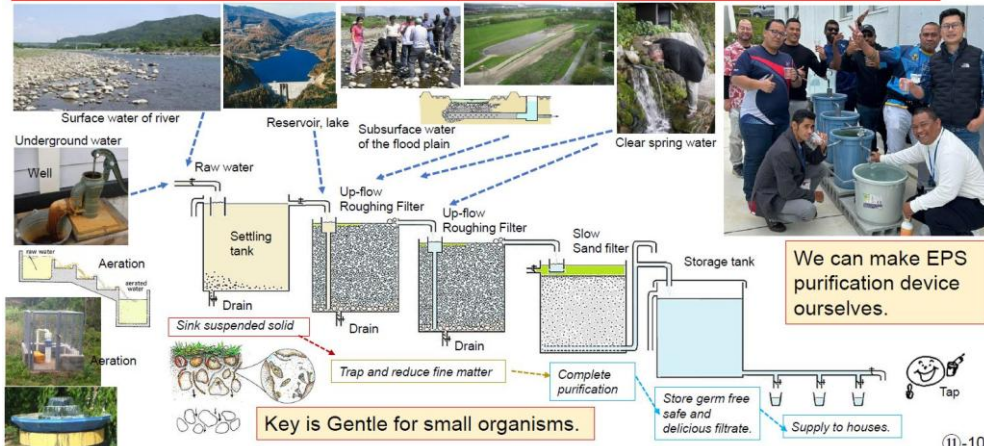 Surface water of river
Reservoir, lake
Subsurface water
of the flood plain
Clear spring water
Underground water
Well
Raw water
Up-flow
Roughing Filter
Up-flow
Roughing Filter
Settling
tank
Slow
Sand filter
Storage tank
We can make EPS
purification device
ourselves.
raw water
Aeration
aerated
water
Drain
Drain
Drain
Sink suspended solid
Aeration
Trap and reduce fine matter
Complete
purification
Store germ free
safe and
delicious filtrate.
Supply to houses.
Tap
Key is Gentle for small organisms.
⑪-10